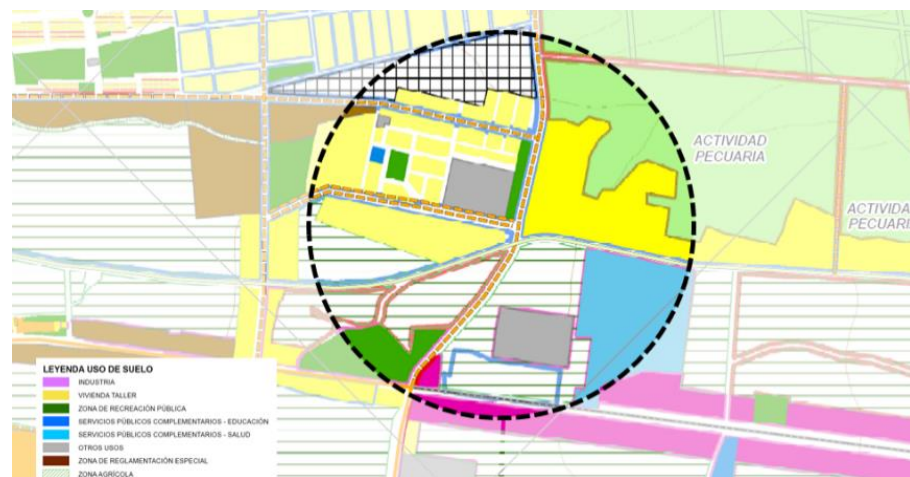 ACTIVIDAD
PECUARIA
ACTIVIDAD
PECUARI
LEYENDA USO DE SUELO
INDUSTRIA
VIVIENDA TALLER
ZONA DE RECREACIÓN PÚBLICA
SERVICIOS PÚBLICOS COMPLEMENTARIOS - EDUCACIÓN
SERVICIOS PÚBLICOS COMPLEMENTARIOS - SALUD
OTROS USOS
ZONA DE REGLAMENTACIÓN ESPECIAL
ZONA AGRÍCOLA